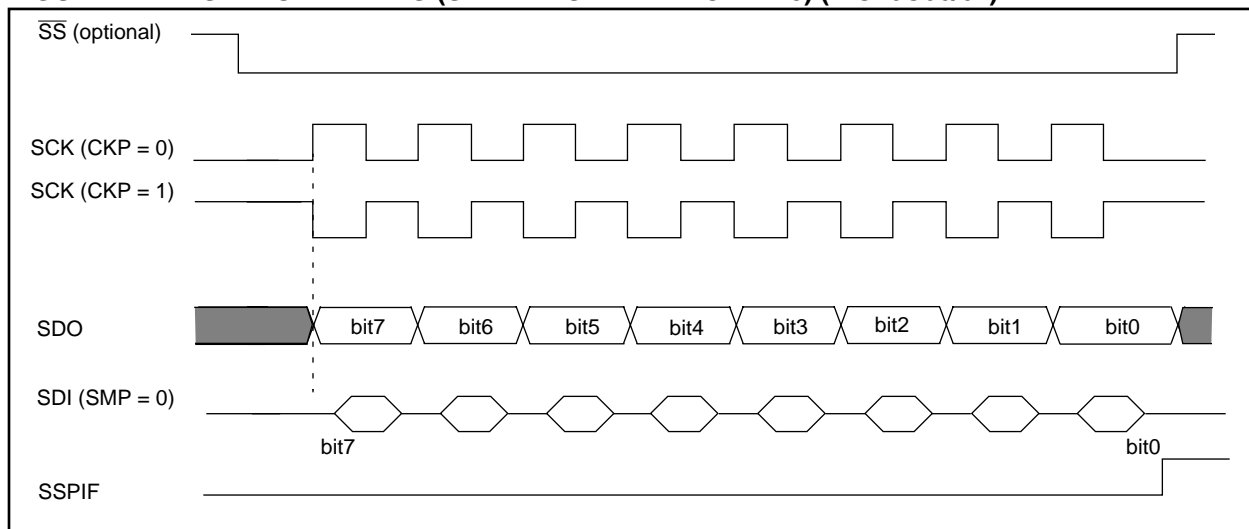 SS (optional)
SCK (CKP = 0)
SCK (CKP = 1)
SDO
bit7 bit6 bit5 bit4 bit3 bit2 bit1 bit0
SDI (SMP = 0)
bit7 bit0
SSPIF